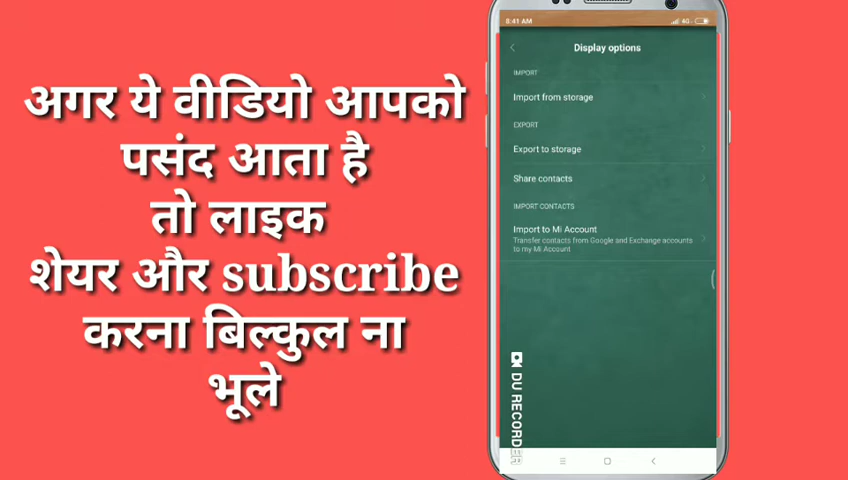 अगर ये वीडियो आपको
पसंद आता है
तो लाइक
शेयर और subscribe
करना बिल्कुल ना
भूले
8:41 AM
4G
Display options
IMPORT
Import from storage
EXPORT
Export to storage
Share contacts
IMPORT CONTACTS
Import to Mi Account
Transfer contacts from Google and Exchange accounts
to my Mi Account
DU RECORDER